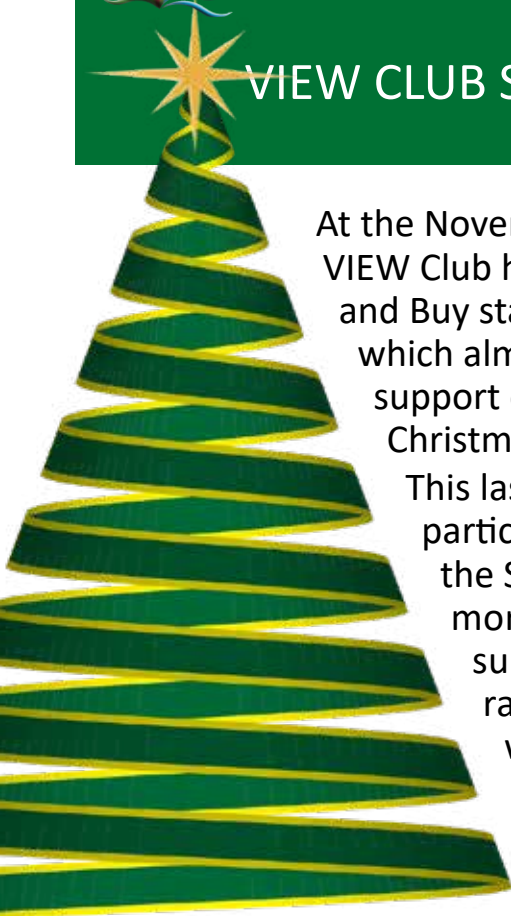 VIEW CLUB S
At the Nover
VIEW Club h
and Buy sta
which alm
support
Christm
This las
partic
the S
mor
su
ra